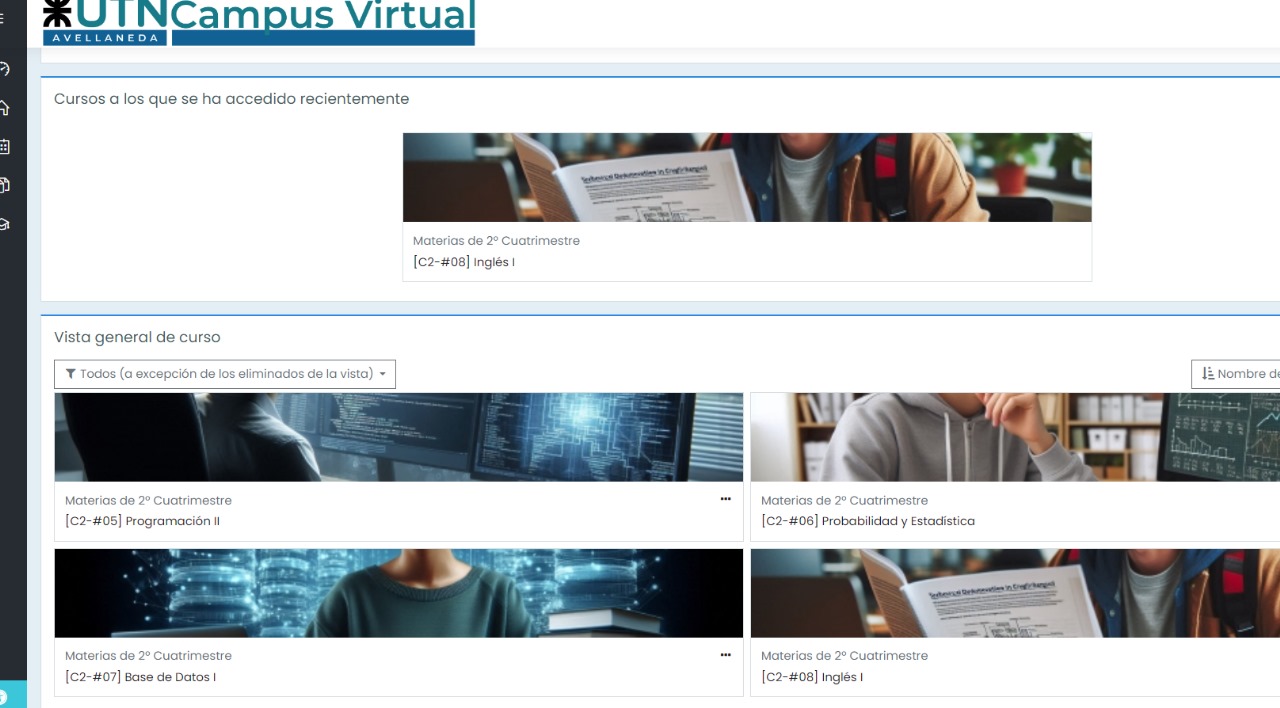 UTN Campus Virtual
AVELLANEDA
Cursos a los que se ha accedido recientemente
Materias de 2º Cuatrimestre
[C2-#08] Inglés I
Vista general de curso
Todos (a excepción de los eliminados de la vista)
Nombre de
Materias de 2º Cuatrimestre
[C2-#05] Programación II
Materias de 2º Cuatrimestre
[C2-#06] Probabilidad y Estadística
Materias de 2º Cuatrimestre
[C2-#07] Base de Datos I
Materias de 2º Cuatrimestre
[C2-#08] Inglés I